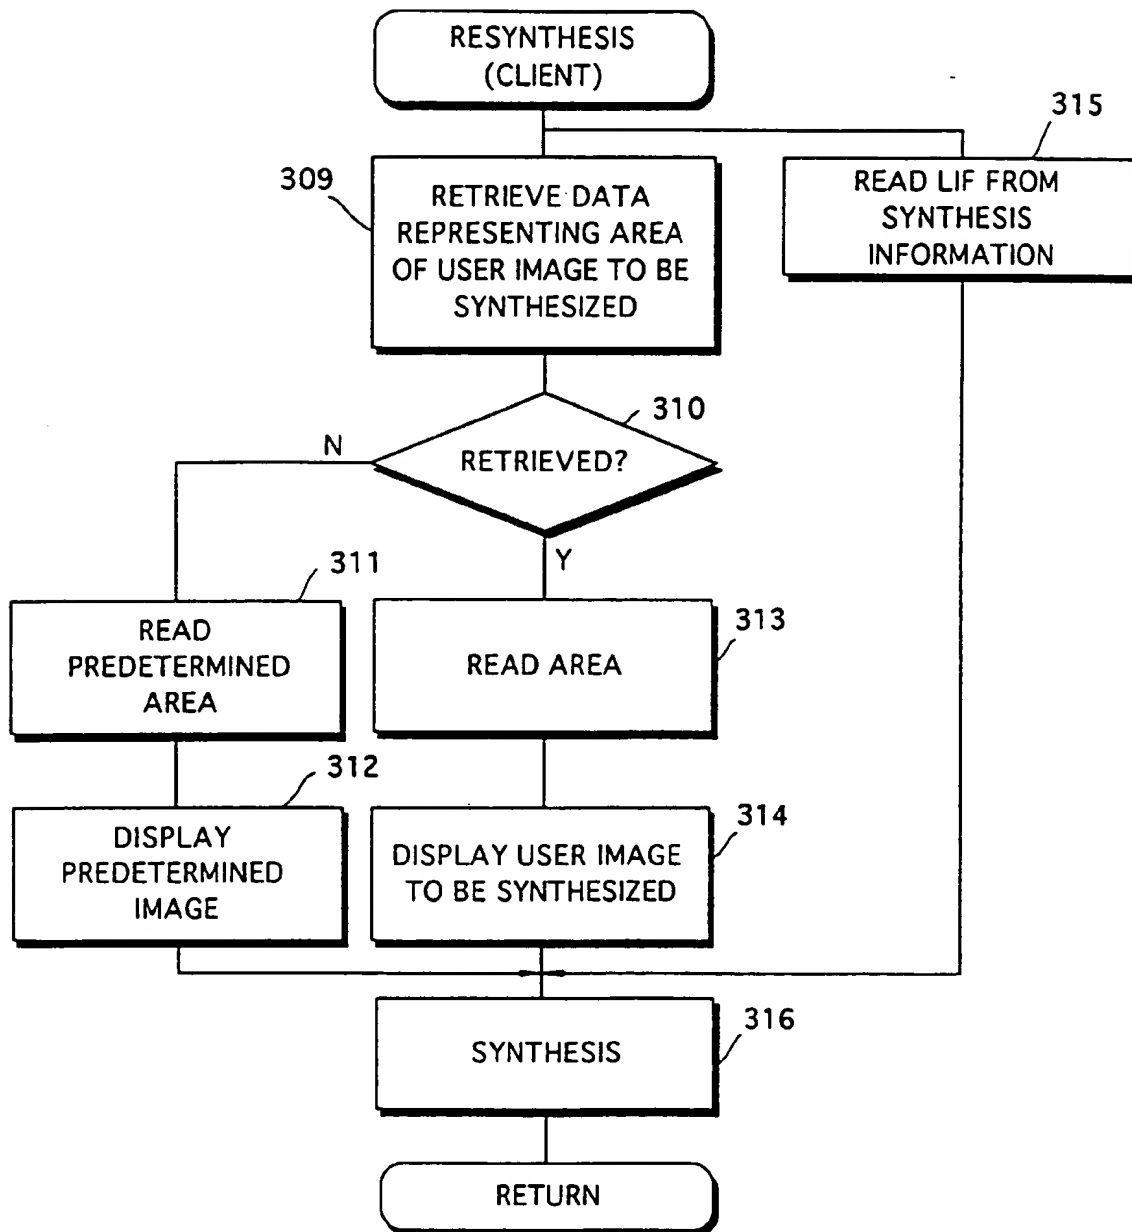 RESYNTHESIS
(CLIENT)
315
READ LIF FROM
SYNTHESIS
INFORMATION
309
RETRIEVE DATA
REPRESENTING AREA
OF USER IMAGE TO BE
SYNTHESIZED
310
RETRIEVED?
N
Y
311
READ
PREDETERMINED
AREA
313
READ AREA
312
DISPLAY
PREDETERMINED
IMAGE
314
DISPLAY USER IMAGE
TO BE SYNTHESIZED
316
SYNTHESIS
RETURN